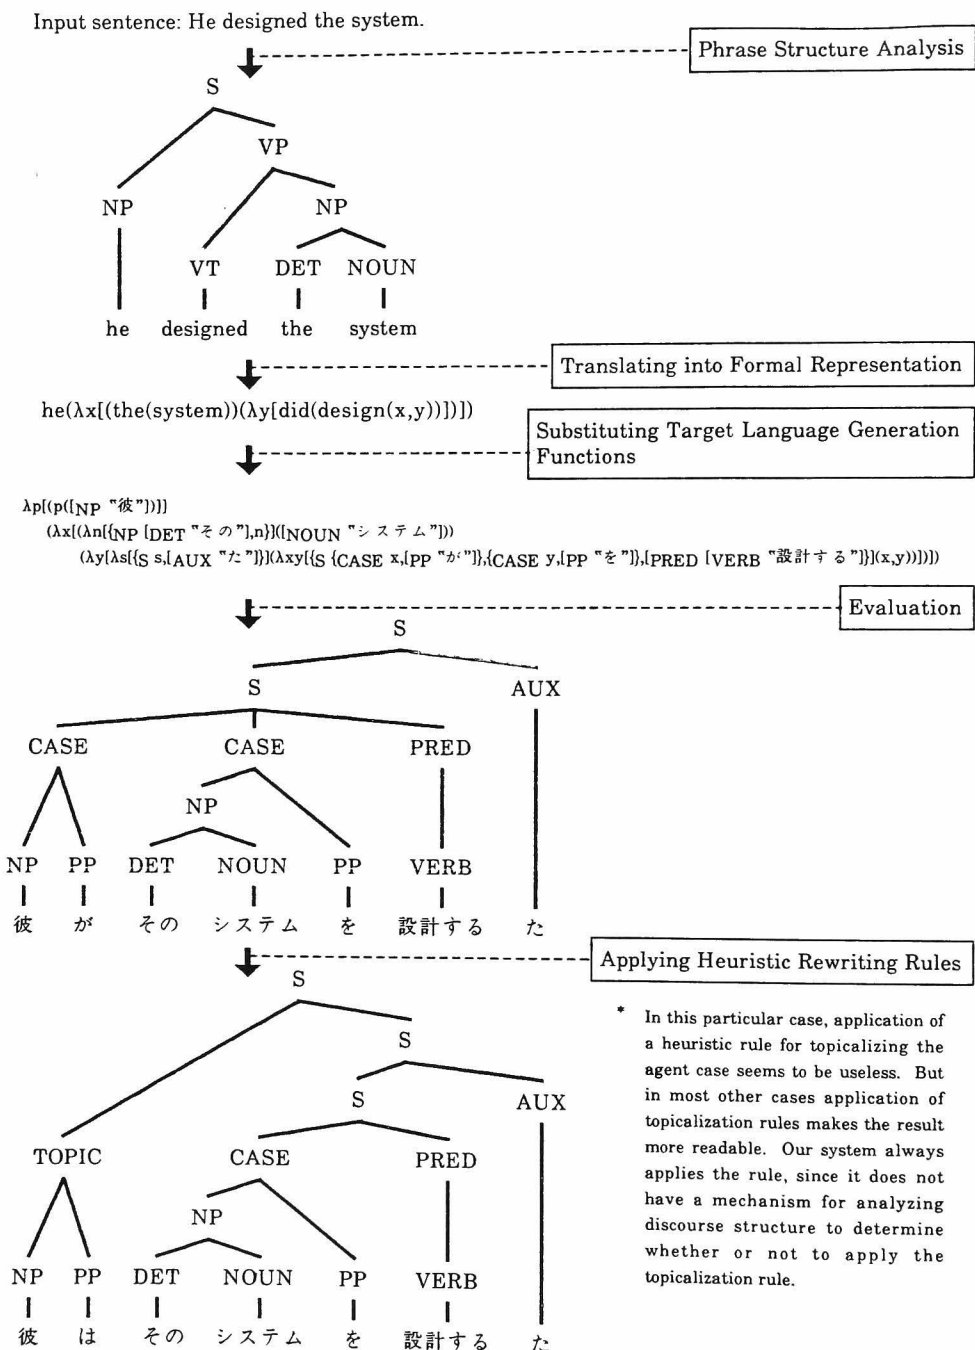 Input sentence: He designed the system.
Phrase Structure Analysis
S
VP
NP NP
VT DET NOUN
he designed the system
Translating into Formal Representation
he(λx[(the(system))(λy[did(design(x,y))])])
Substituting Target Language Generation
Functions
λp[(p([NP "彼"])]]
(λx[(λn[{NP [DET "その"],n}]([NOUN "システム"]))
(λy[λs[{S s,[AUX "た"]}](λxy[{S {CASE x,[PP "が"]},{CASE y,[PP "を"]},[PRED [VERB "設計する"]]}](x,y))])])
Evaluation
S
S AUX
CASE CASE PRED
NP
NP PP DET NOUN PP VERB
彼 が その システム を 設計する た
Applying Heuristic Rewriting Rules
S
S
S AUX
TOPIC CASE PRED
NP
NP PP DET NOUN PP VERB
彼 は その システム を 設計する た
* In this particular case, application of
a heuristic rule for topicalizing the
agent case seems to be useless. But
in most other cases application of
topicalization rules makes the result
more readable. Our system always
applies the rule, since it does not
have a mechanism for analyzing
discourse structure to determine
whether or not to apply the
topicalization rule.